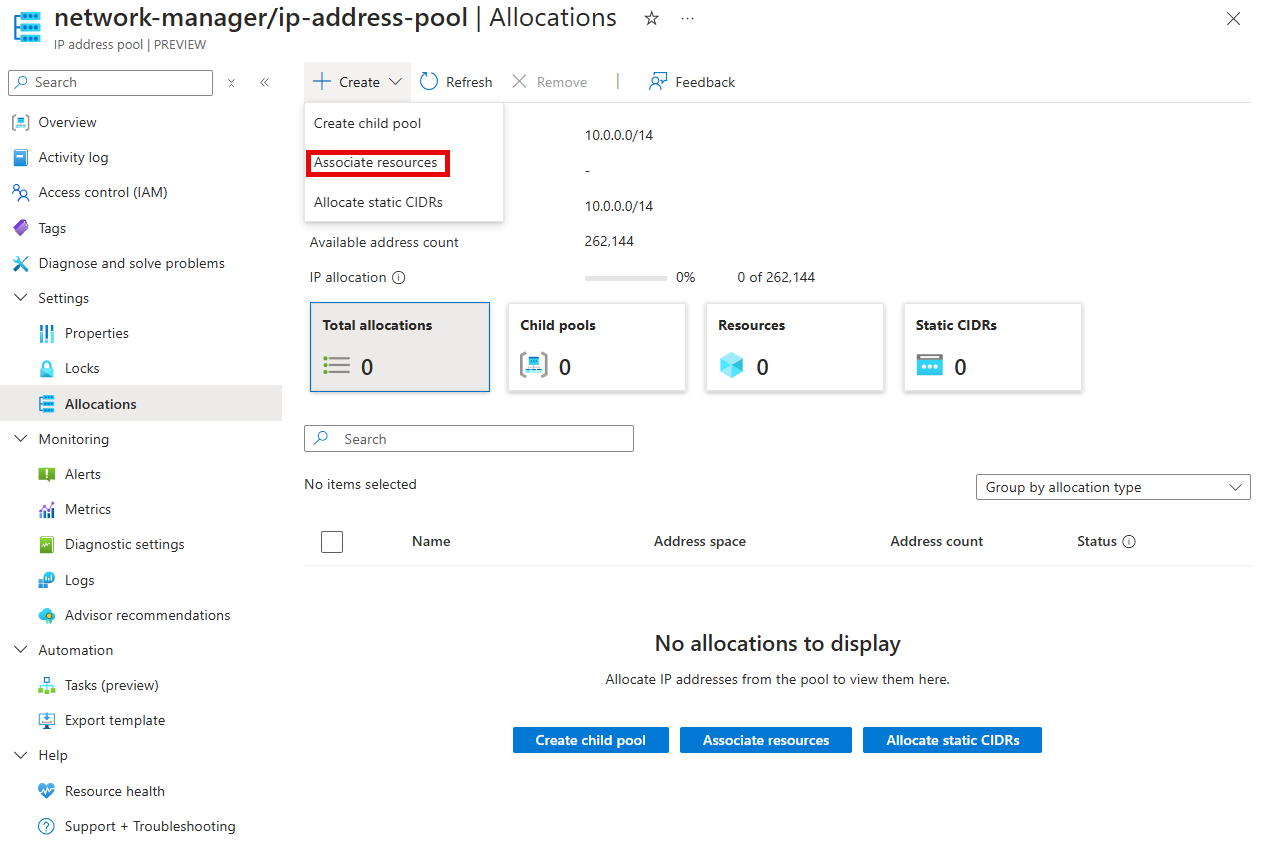 network-manager/ip-address-pool | Allocations
IP address pool | PREVIEW
Search
Overview
Activity log
Access control (IAM)
Tags
Diagnose and solve problems
Settings
Properties
Locks
Allocations
Monitoring
Alerts
Metrics
Diagnostic settings
Logs
Advisor recommendations
Automation
Tasks (preview)
Export template
Help
Resource health
Support + Troubleshooting
Create
Refresh
Remove
Feedback
Create child pool
Associate resources
Allocate static CIDRs
10.0.0.0/14
-
10.0.0.0/14
Available address count 262,144
IP allocation 0% 0 of 262,144
Total allocations
0
Child pools
0
Resources
0
Static CIDRs
0
Search
No items selected
Group by allocation type
Name Address space Address count Status
No allocations to display
Allocate IP addresses from the pool to view them here.
Create child pool
Associate resources
Allocate static CIDRs